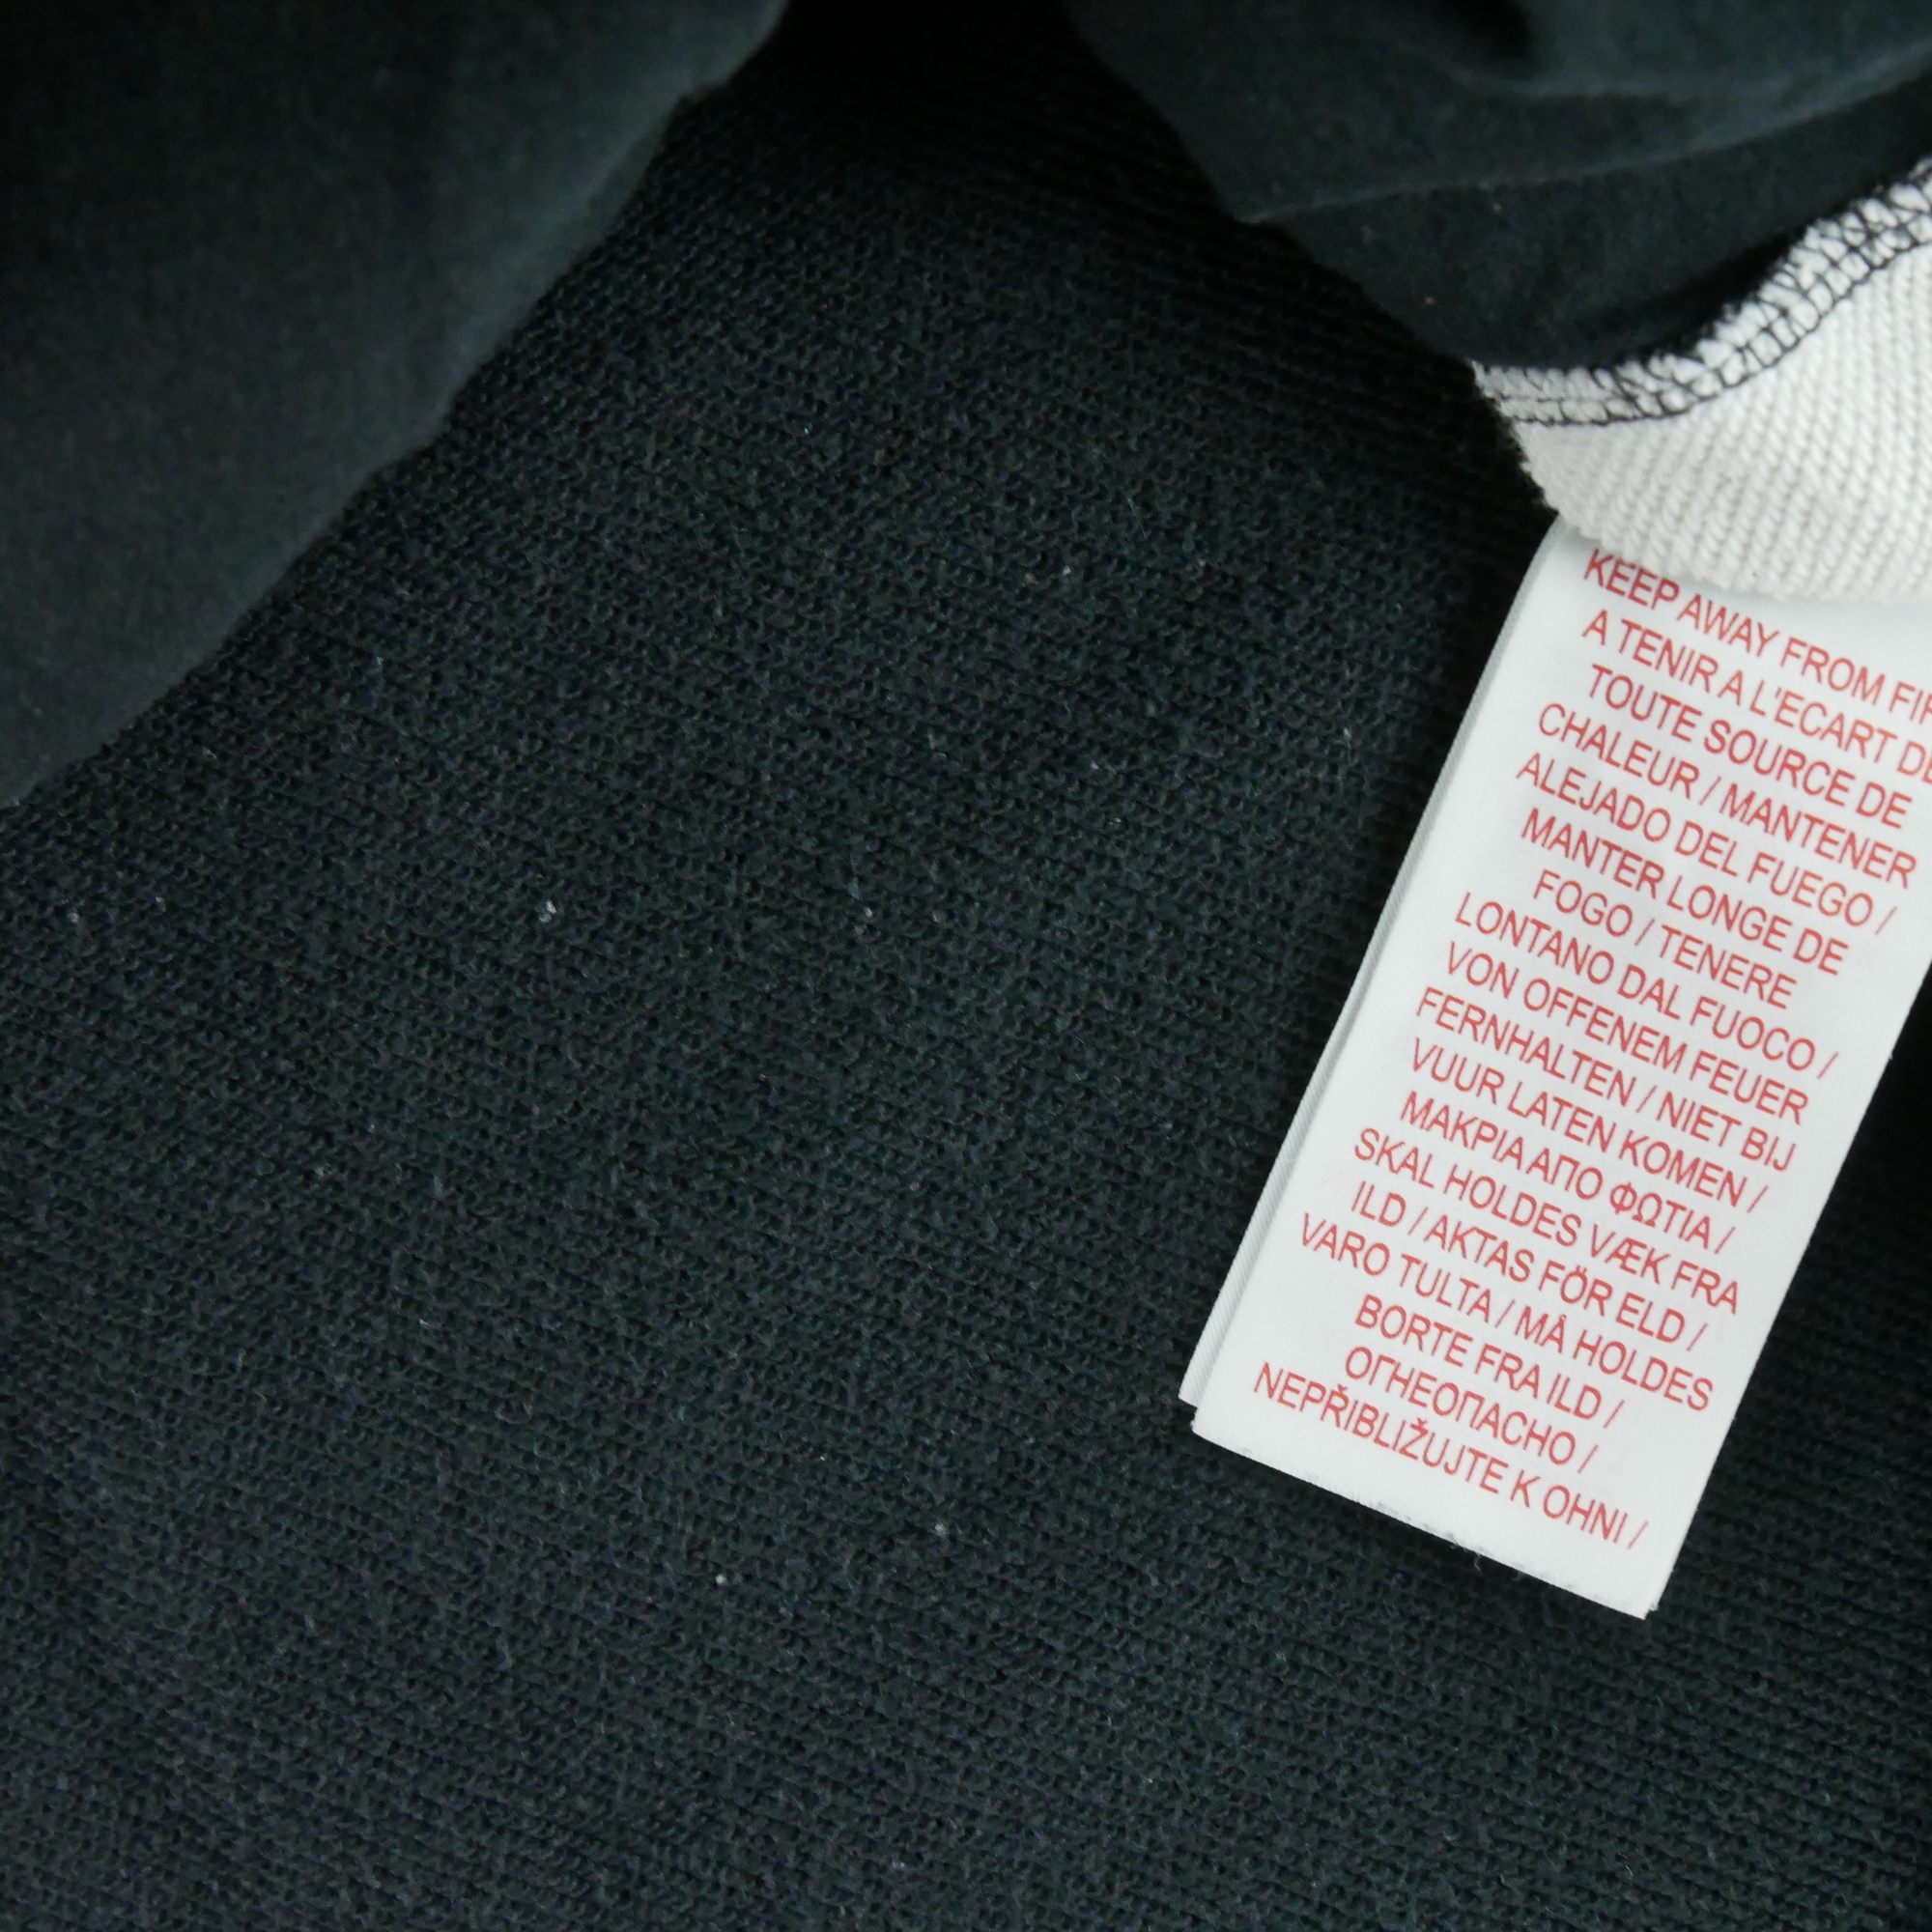 KEEP AWAY FROM
A TENIR A L'ECART
TOUTE SOURCE DE
CHALEUR / MANTENER
ALEJADO DEL FUEGO /
MANTER LONGE DE
FOGO / TENERE
LONTANO DAL FUOCO /
VON OFFENEM FEUER
FERNHALTEN / NIET BIJ
VUUR LATEN KOMEN /
ΜΑΚΡΙΑ ΑΠΟ ΦΩΤΙΑ /
SKAL HOLDES VÆK FRA
ILD / AKTAS FÖR ELD /
VARO TULTA / MÅ HOLDES
BORTE FRA ILD /
ОГНЕОПАСНО /
NEPŘIBLIŽUJTE K OHNI /